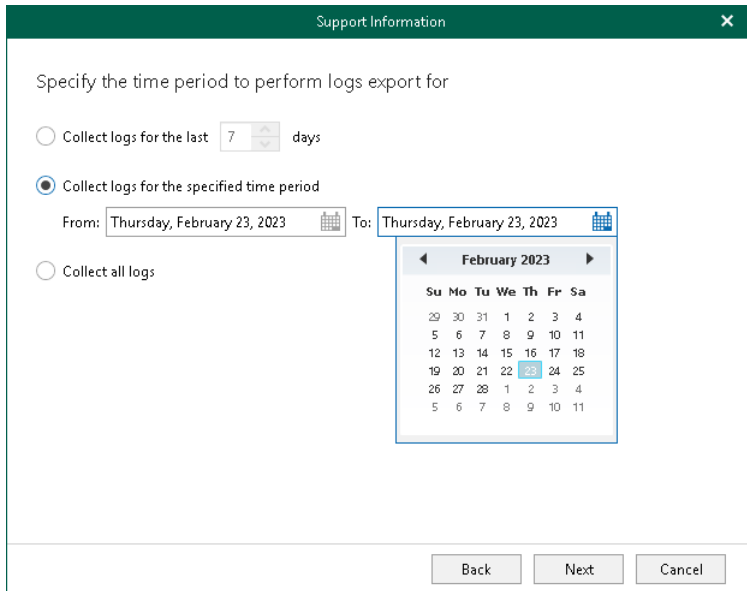 Support Information
Specify the time period to perform logs export for
Collect logs for the last 7 days
Collect logs for the specified time period
From: Thursday, February 23, 2023 To: Thursday, February 23, 2023
Collect all logs
February 2023
Su Mo Tu We Th Fr Sa
29 30 31 1 2 3 4
5 6 7 8 9 10 11
12 13 14 15 16 17 18
19 20 21 22 23 24 25
26 27 28 1 2 3 4
5 6 7 8 9 10 11
Back Next Cancel